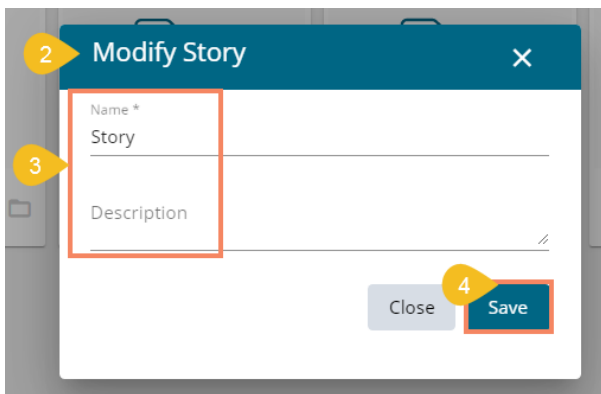 2
Modify Story
Name *
Story
3
Description
4
Close
Save